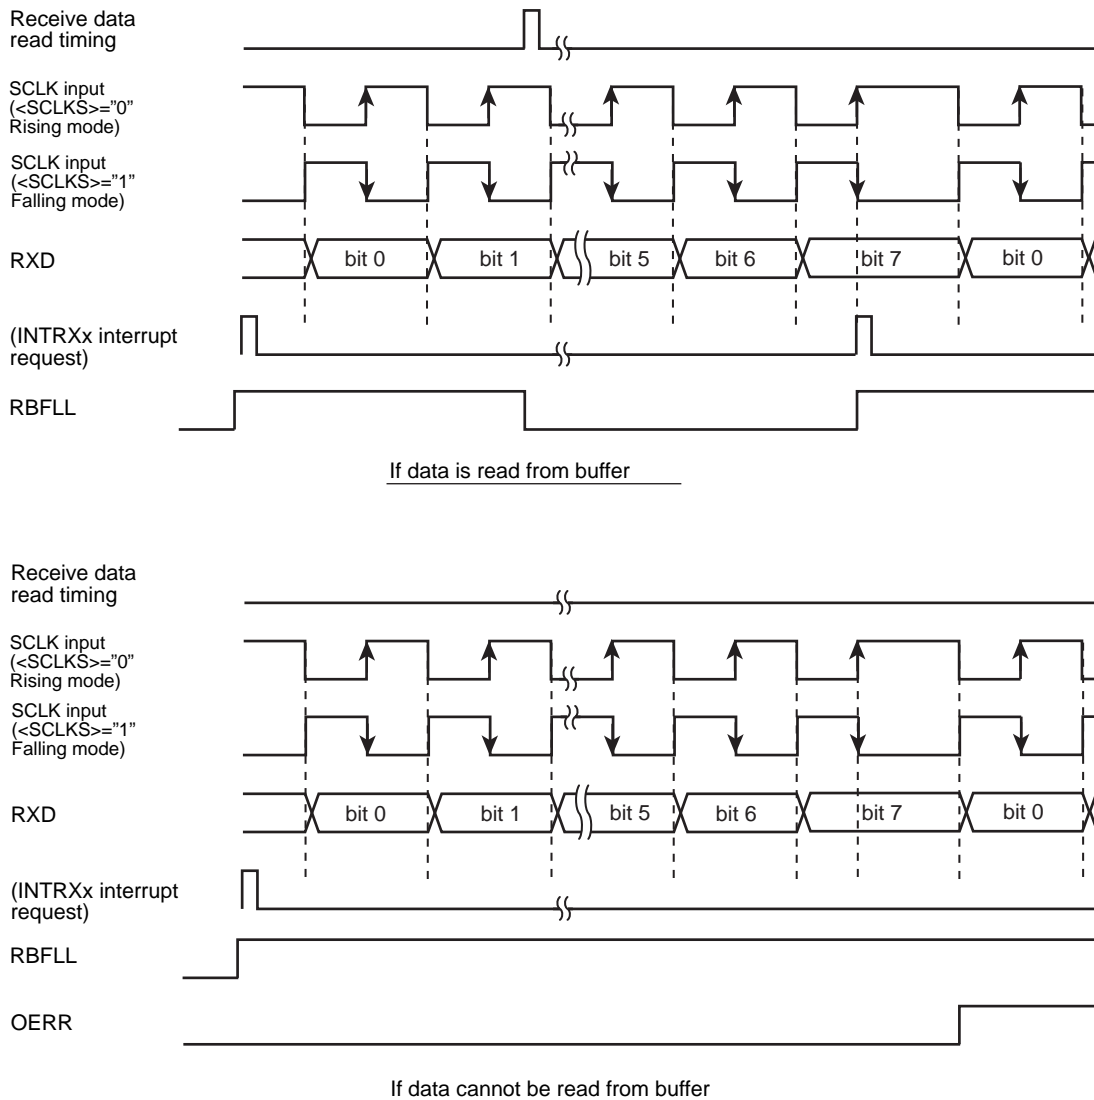 Receive data
read timing
SCLK input
(<SCLKS>="0"
Rising mode)
SCLK input
(<SCLKS>="1"
Falling mode)
RXD
bit 0
bit 1
bit 5
bit 6
bit 7
bit 0
(INTRXx interrupt
request)
RBFLL
If data is read from buffer
Receive data
read timing
SCLK input
(<SCLKS>="0"
Rising mode)
SCLK input
(<SCLKS>="1"
Falling mode)
RXD
bit 0
bit 1
bit 5
bit 6
bit 7
bit 0
(INTRXx interrupt
request)
RBFLL
OERR
If data cannot be read from buffer